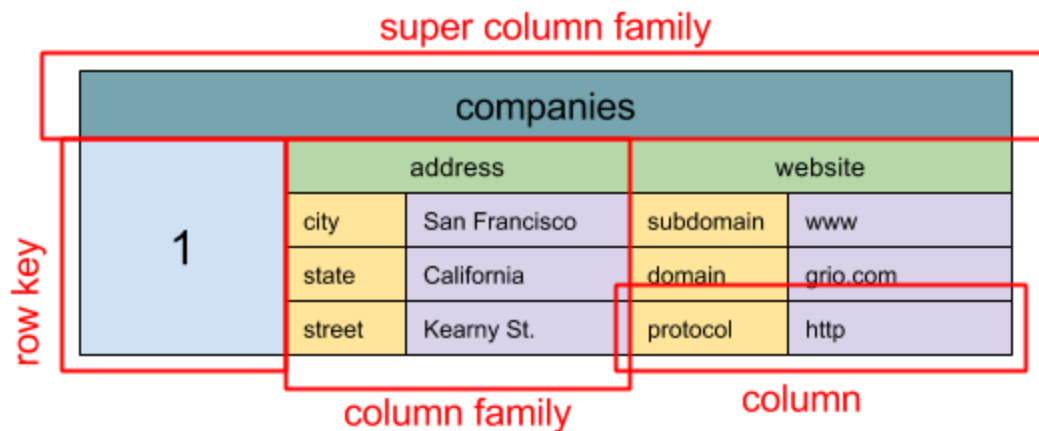 super column family
companies
address website
city San Francisco subdomain www
1
state California domain grio.com
street Kearny St. protocol http
row key
column family
column